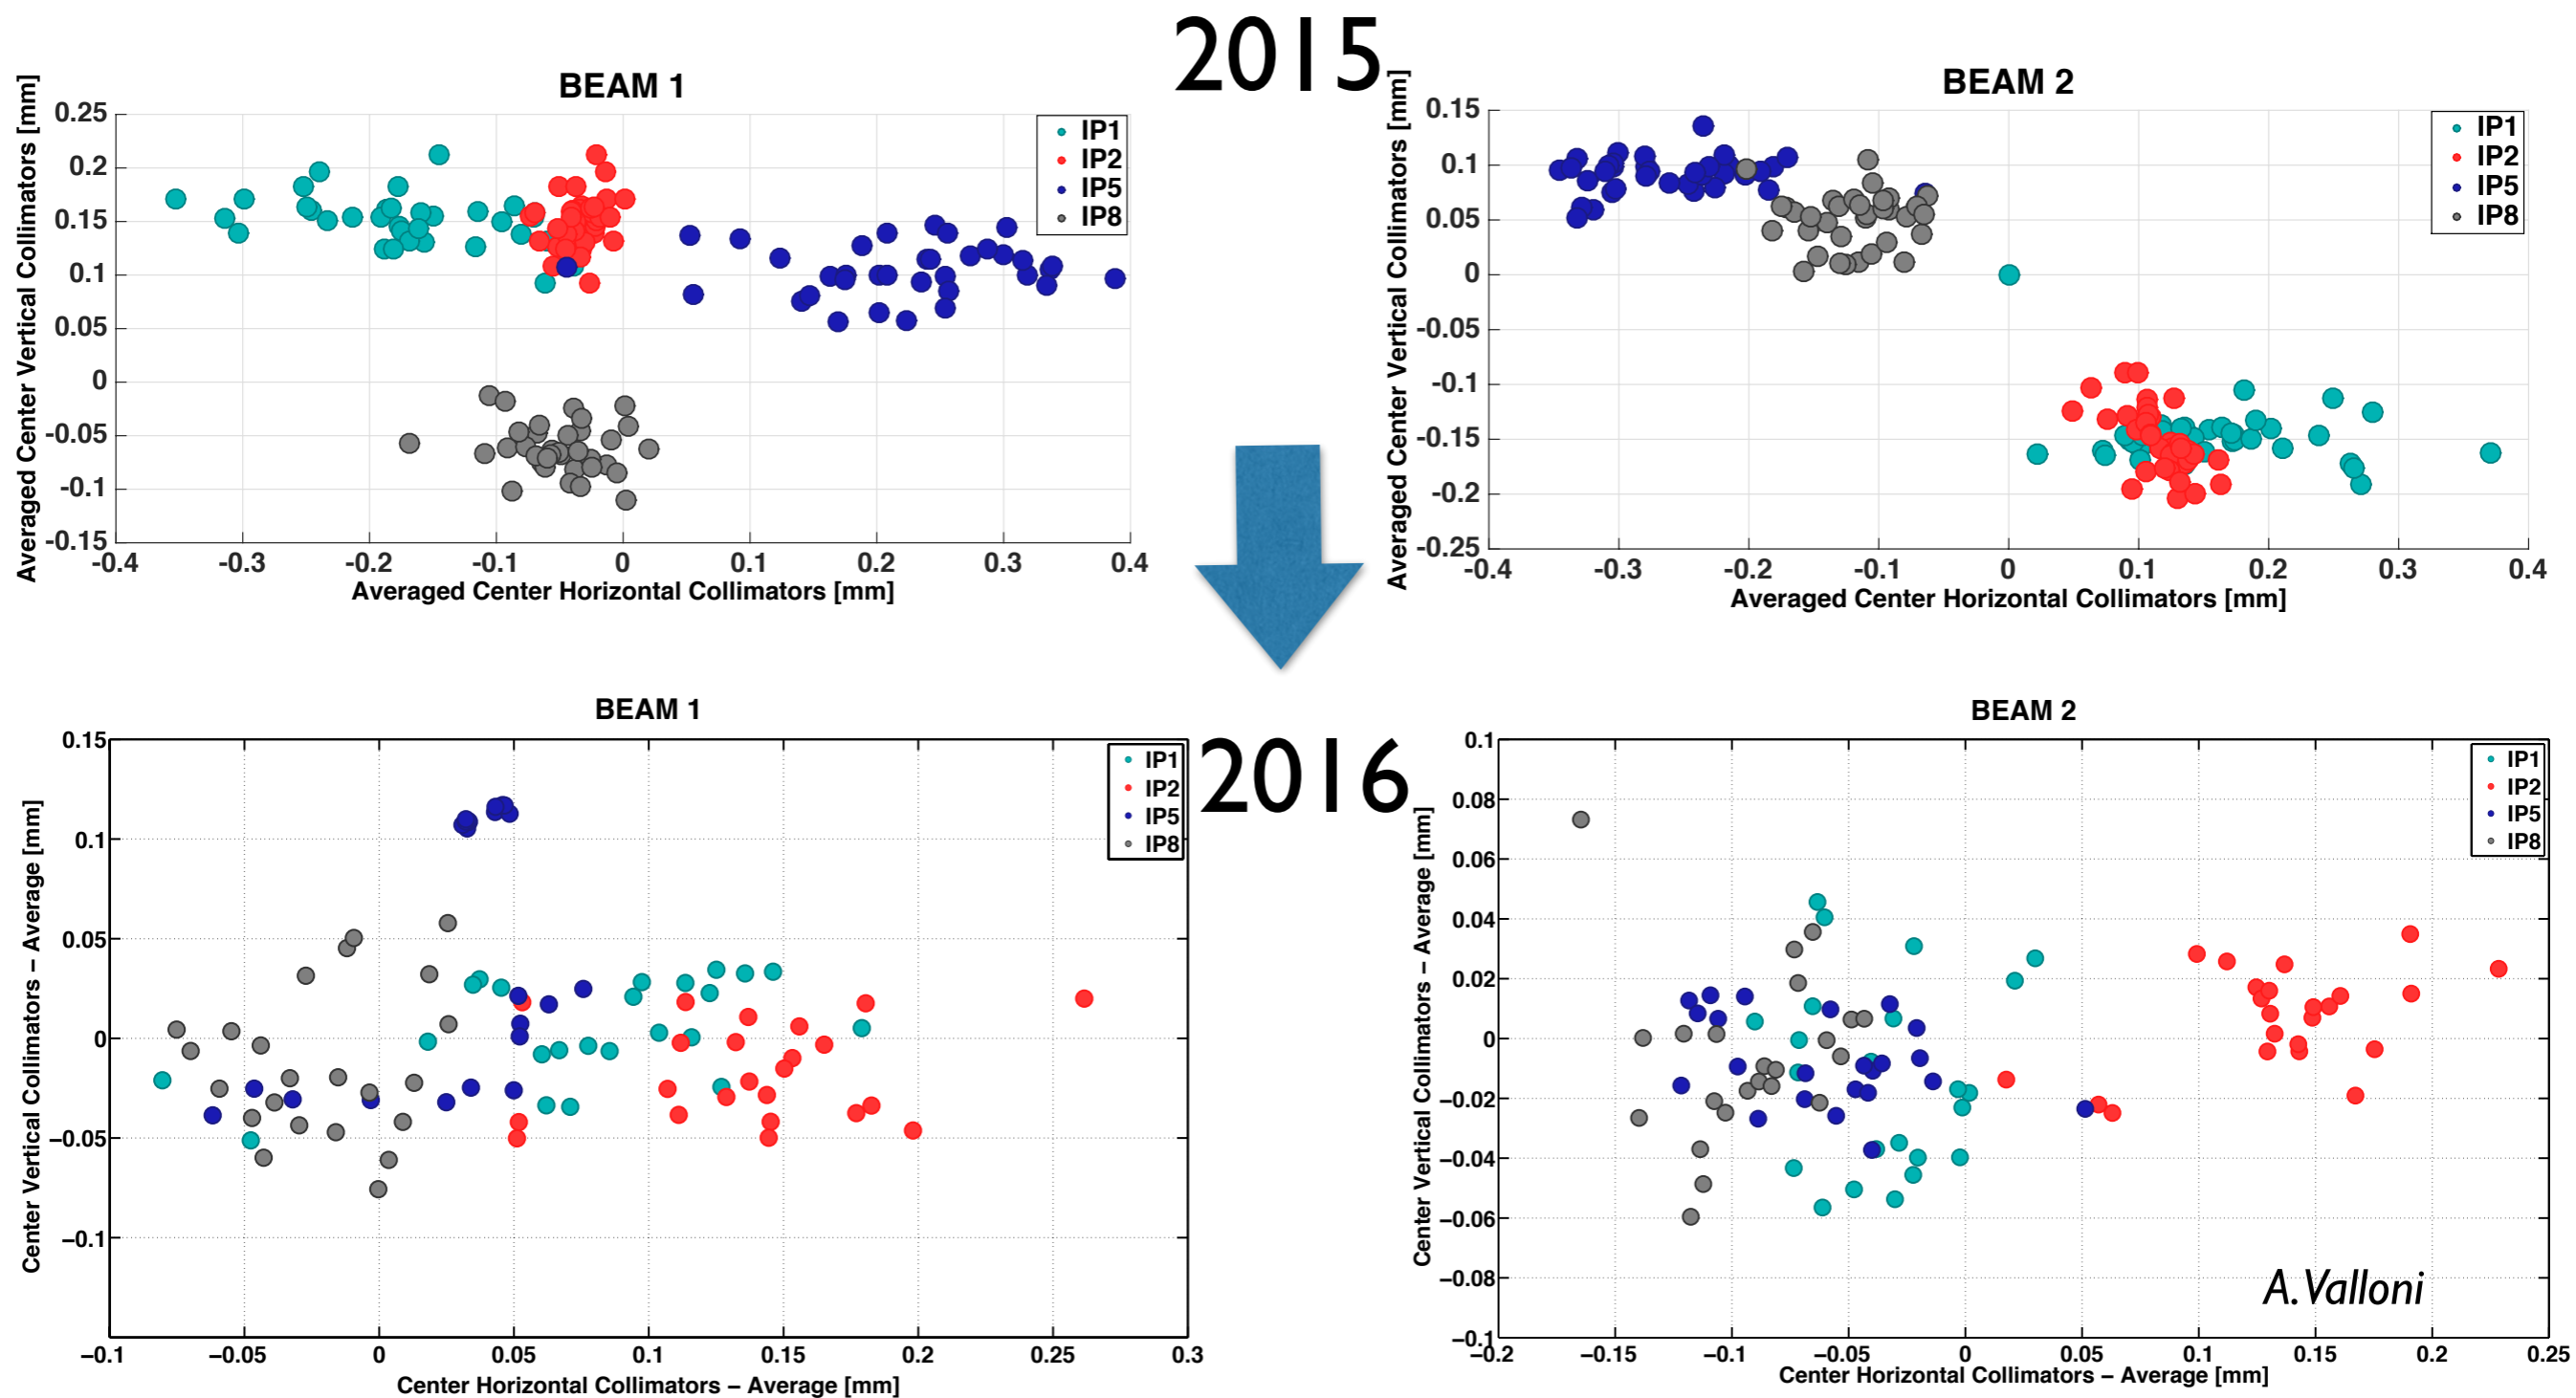 2015
BEAM 1
Averaged Center Vertical Collimators [mm]
0.25
0.2
0.15
0.1
0.05
0
-0.05
-0.1
-0.15
-0.4 -0.3 -0.2 -0.1 0 0.1 0.2 0.3 0.4
Averaged Center Horizontal Collimators [mm]
IP1
IP2
IP5
IP8
BEAM 2
Averaged Center Vertical Collimators [mm]
0.15
0.1
0.05
0
-0.05
-0.1
-0.15
-0.2
-0.25
-0.4 -0.3 -0.2 -0.1 0 0.1 0.2 0.3 0.4
Averaged Center Horizontal Collimators [mm]
IP1
IP2
IP5
IP8
2016
BEAM 1
Center Vertical Collimators – Average [mm]
0.15
0.1
0.05
0
−0.05
−0.1
−0.1 −0.05 0 0.05 0.1 0.15 0.2 0.25 0.3
Center Horizontal Collimators – Average [mm]
IP1
IP2
IP5
IP8
BEAM 2
Center Vertical Collimators – Average [mm]
0.1
0.08
0.06
0.04
0.02
0
−0.02
−0.04
−0.06
−0.08
−0.1
−0.2 −0.15 −0.1 −0.05 0 0.05 0.1 0.15 0.2 0.25
Center Horizontal Collimators – Average [mm]
IP1
IP2
IP5
IP8
A.Valloni